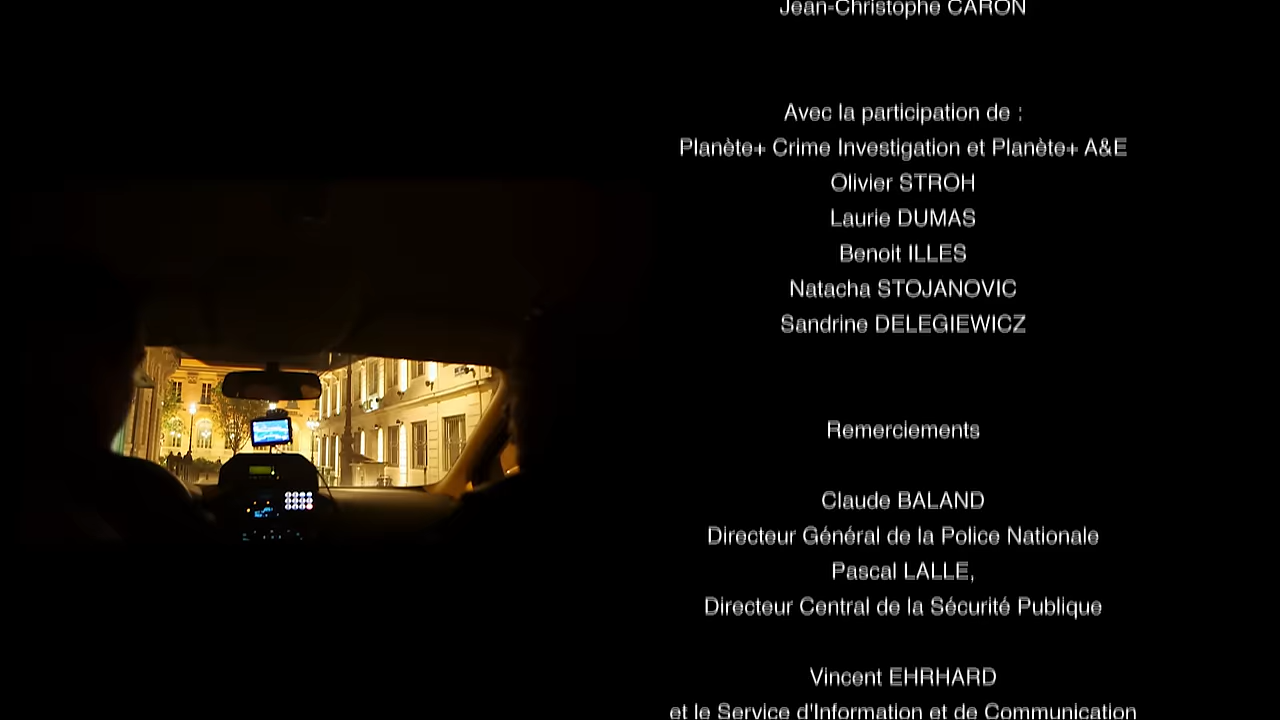 Jean-Christophe CARON
Avec la participation de :
Planète+ Crime Investigation et Planète+ A&E
Olivier STROH
Laurie DUMAS
Benoit ILLES
Natacha STOJANOVIC
Sandrine DELEGIEWICZ
Remerciements
Claude BALAND
Directeur Général de la Police Nationale
Pascal LALLE,
Directeur Central de la Sécurité Publique
Vincent EHRHARD
et le Service d'Information et de Communication